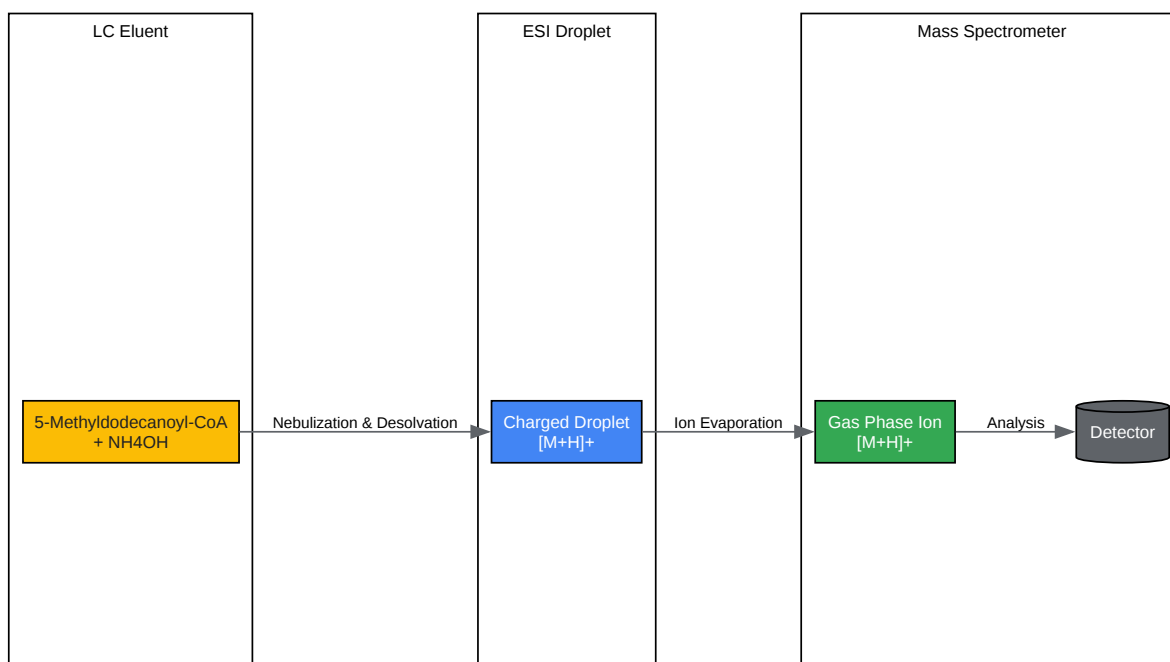 LC Eluent
ESI Droplet
Mass Spectrometer
5-Methyldodecanoyl-CoA
+ NH4OH
Nebulization & Desolvation
Charged Droplet
[M+H]+
Ion Evaporation
Gas Phase Ion
[M+H]+
Analysis
Detector